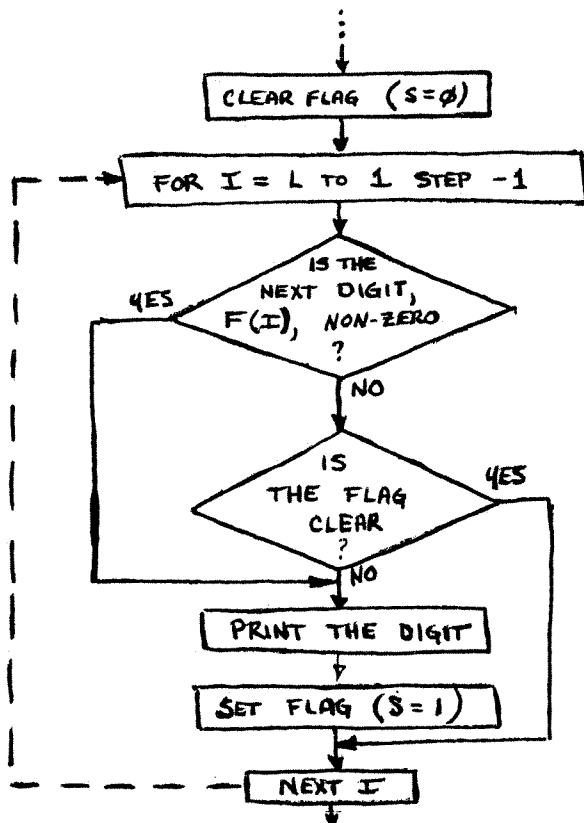 CLEAR FLAG (S=Ø)
FOR I = L TO 1 STEP -1
IS THE
NEXT DIGIT,
F(I), NON-ZERO
?
YES
NO
IS
THE FLAG
CLEAR
?
YES
NO
PRINT THE DIGIT
SET FLAG (S=1)
NEXT I